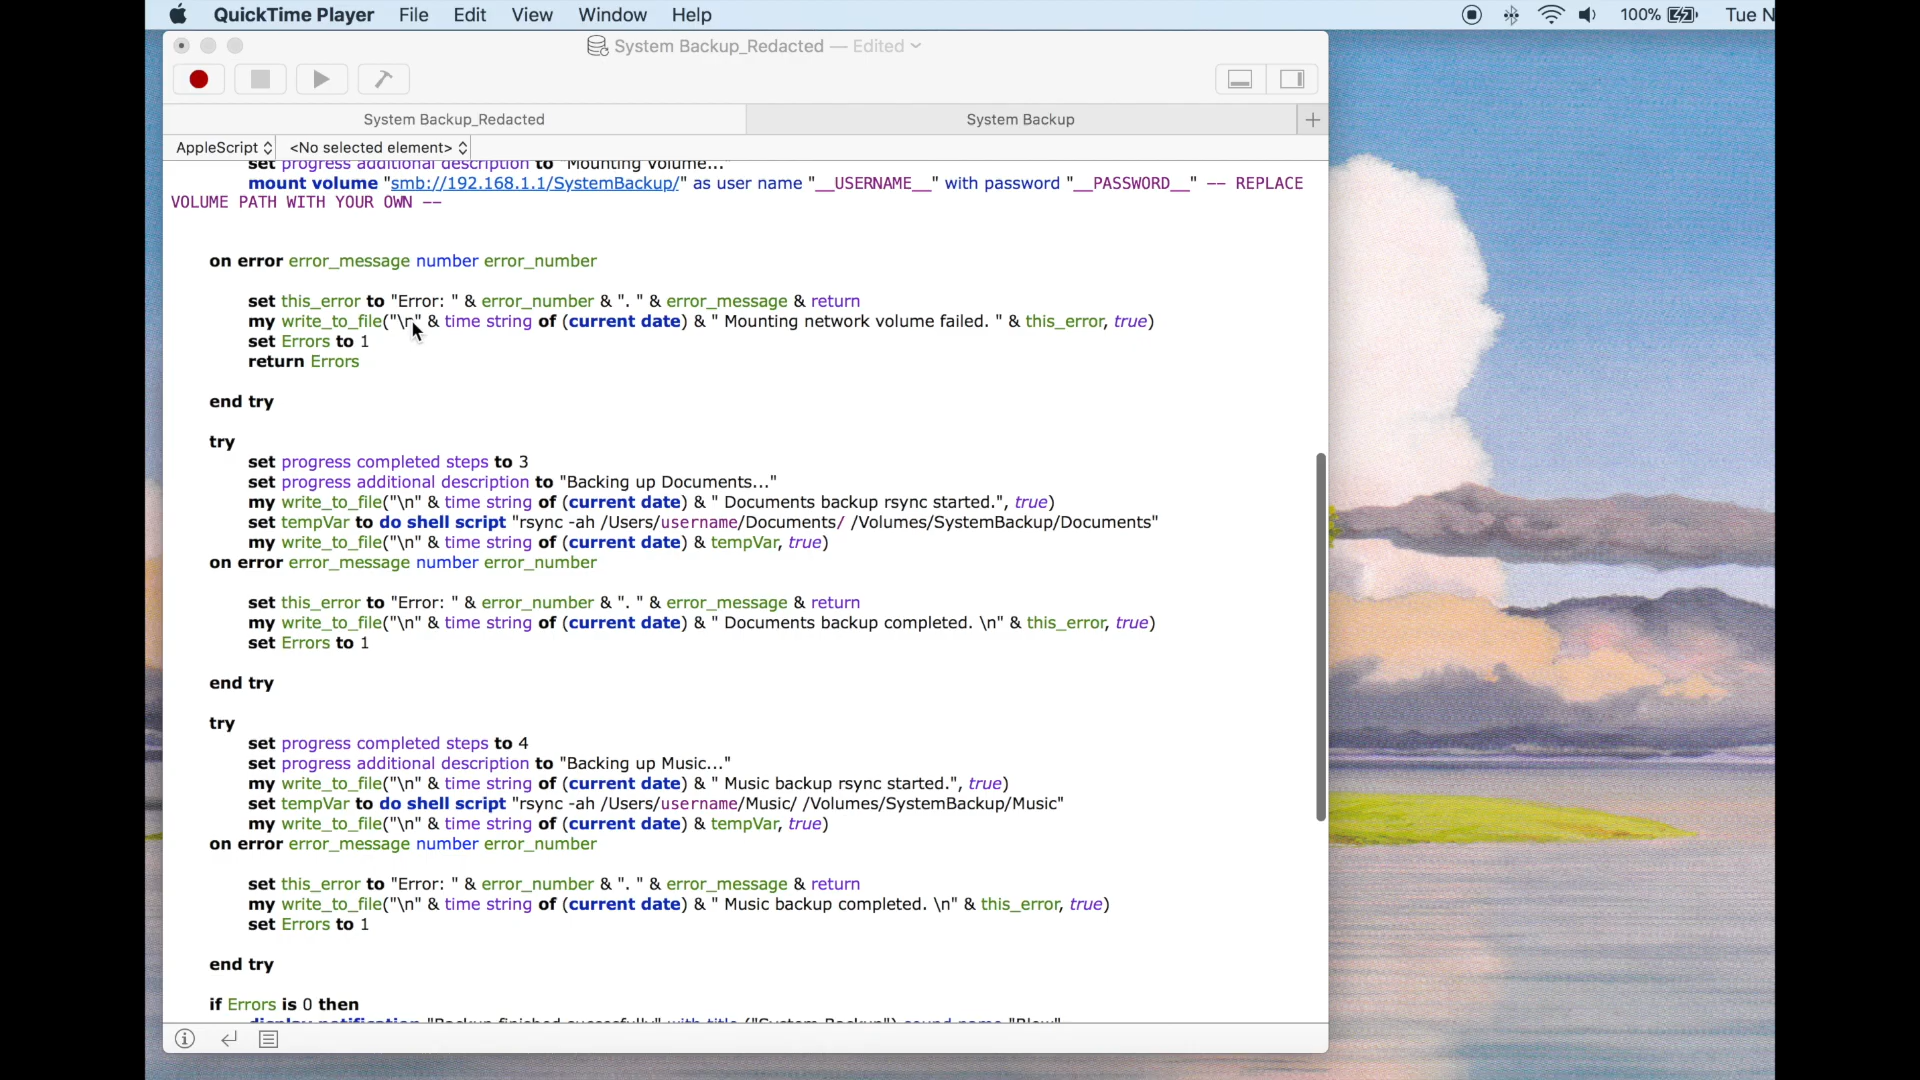 QuickTime Player File Edit View Window Help 100% Tue N
System Backup_Redacted — Edited
System Backup_Redacted System Backup
AppleScript <No selected element>
set progress additional description to "Mounting Volume..."
mount volume "smb://192.168.1.1/SystemBackup/" as user name "__USERNAME__" with password "__PASSWORD__" -- REPLACE
VOLUME PATH WITH YOUR OWN --
on error error_message number error_number
set this_error to "Error: " & error_number & ". " & error_message & return
my write_to_file("\n" & time string of (current date) & " Mounting network volume failed. " & this_error, true)
set Errors to 1
return Errors
end try
try
set progress completed steps to 3
set progress additional description to "Backing up Documents..."
my write_to_file("\n" & time string of (current date) & " Documents backup rsync started.", true)
set tempVar to do shell script "rsync -ah /Users/username/Documents/ /Volumes/SystemBackup/Documents"
my write_to_file("\n" & time string of (current date) & tempVar, true)
on error error_message number error_number
set this_error to "Error: " & error_number & ". " & error_message & return
my write_to_file("\n" & time string of (current date) & " Documents backup completed. \n" & this_error, true)
set Errors to 1
end try
try
set progress completed steps to 4
set progress additional description to "Backing up Music..."
my write_to_file("\n" & time string of (current date) & " Music backup rsync started.", true)
set tempVar to do shell script "rsync -ah /Users/username/Music/ /Volumes/SystemBackup/Music"
my write_to_file("\n" & time string of (current date) & tempVar, true)
on error error_message number error_number
set this_error to "Error: " & error_number & ". " & error_message & return
my write_to_file("\n" & time string of (current date) & " Music backup completed. \n" & this_error, true)
set Errors to 1
end try
if Errors is 0 then